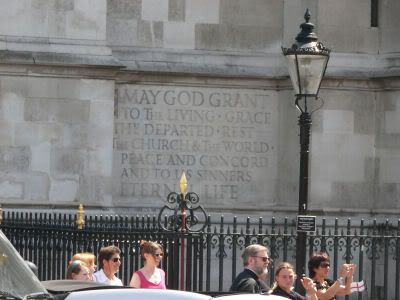 MAY GOD GRANT
TO THE LIVING · GRACE
THE DEPARTED · REST
THE CHURCH & THE WORLD ·
PEACE AND CONCORD
AND TO US SINNERS
ETERNAL LIFE